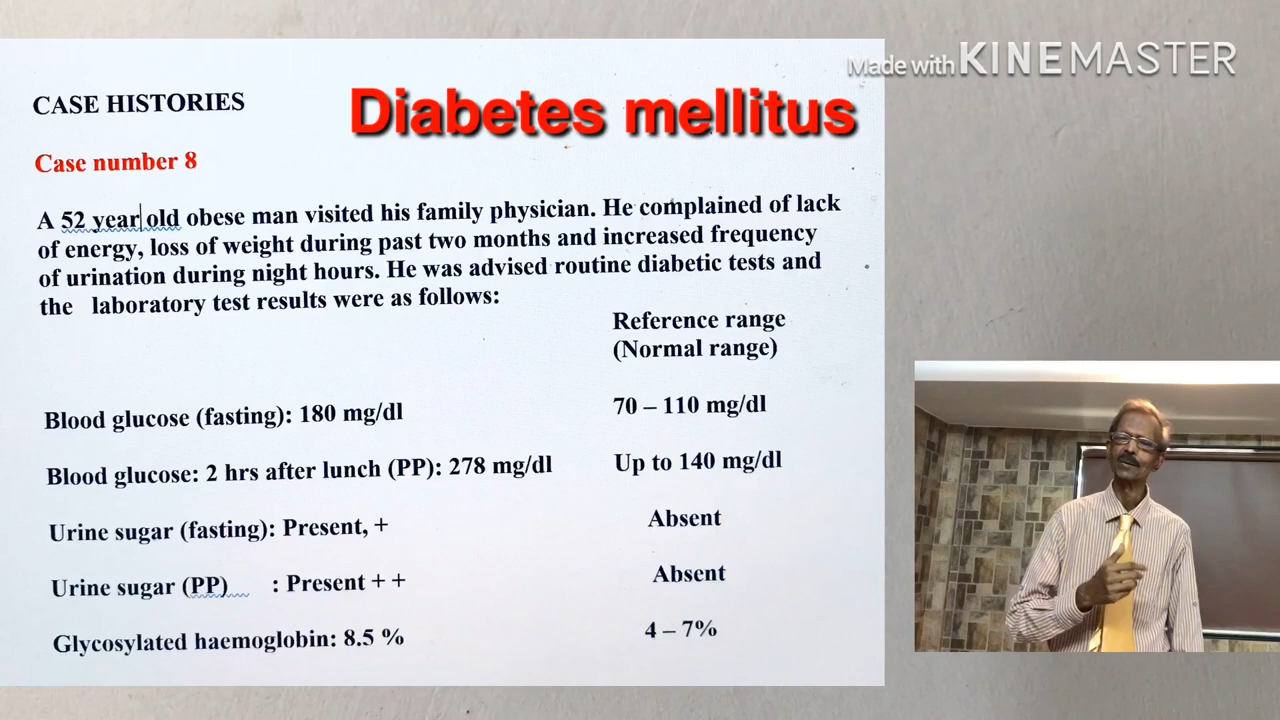 Made with KINEMASTER
CASE HISTORIES
Diabetes mellitus
Case number 8
A 52 year old obese man visited his family physician. He complained of lack
of energy, loss of weight during past two months and increased frequency
of urination during night hours. He was advised routine diabetic tests and
the laboratory test results were as follows:
Reference range
(Normal range)
Blood glucose (fasting): 180 mg/dl 70 – 110 mg/dl
Blood glucose: 2 hrs after lunch (PP): 278 mg/dl Up to 140 mg/dl
Urine sugar (fasting): Present, + Absent
Urine sugar (PP) : Present + + Absent
Glycosylated haemoglobin: 8.5 % 4 – 7%